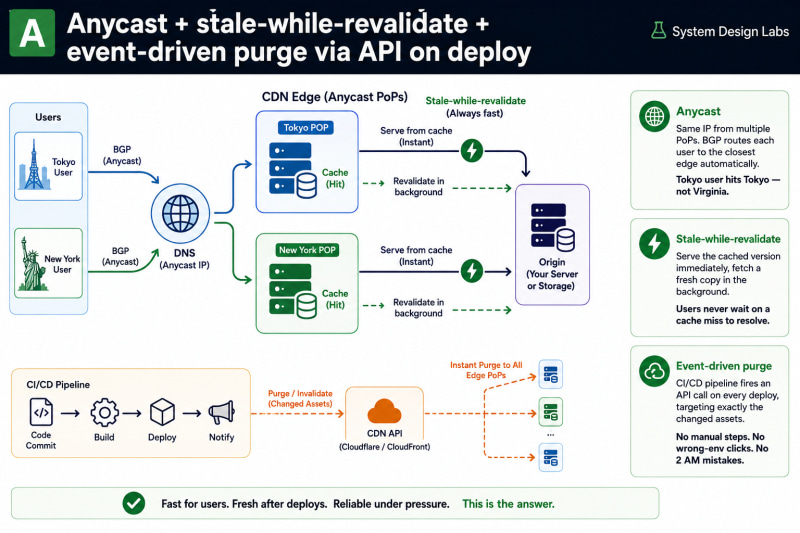 A
Anycast + stale-while-revalidate +
event-driven purge via API on deploy
System Design Labs
Users
Tokyo
User
New York
User
BGP
(Anycast)
BGP
(Anycast)
DNS
(Anycast IP)
CDN Edge (Anycast PoPs)
Tokyo POP
Cache
(Hit)
New York POP
Cache
(Hit)
Stale-while-revalidate
(Always fast)
Serve from cache
(Instant)
Revalidate in
background
Serve from cache
(Instant)
Revalidate in
background
Origin
(Your Server
or Storage)
Anycast
Same IP from multiple
PoPs. BGP routes each
user to the closest
edge automatically.
Tokyo user hits Tokyo —
not Virginia.
Stale-while-revalidate
Serve the cached version
immediately, fetch a
fresh copy in the
background.
Users never wait on a
cache miss to resolve.
Event-driven purge
CI/CD pipeline fires an
API call on every deploy,
targeting exactly the
changed assets.
No manual steps. No
wrong-env clicks. No
2 AM mistakes.
CI/CD Pipeline
Code
Commit
Build
Deploy
Notify
Purge / Invalidate
(Changed Assets)
CDN API
(Cloudflare / CloudFront)
Instant Purge to All
Edge PoPs
...
Fast for users. Fresh after deploys. Reliable under pressure. This is the answer.